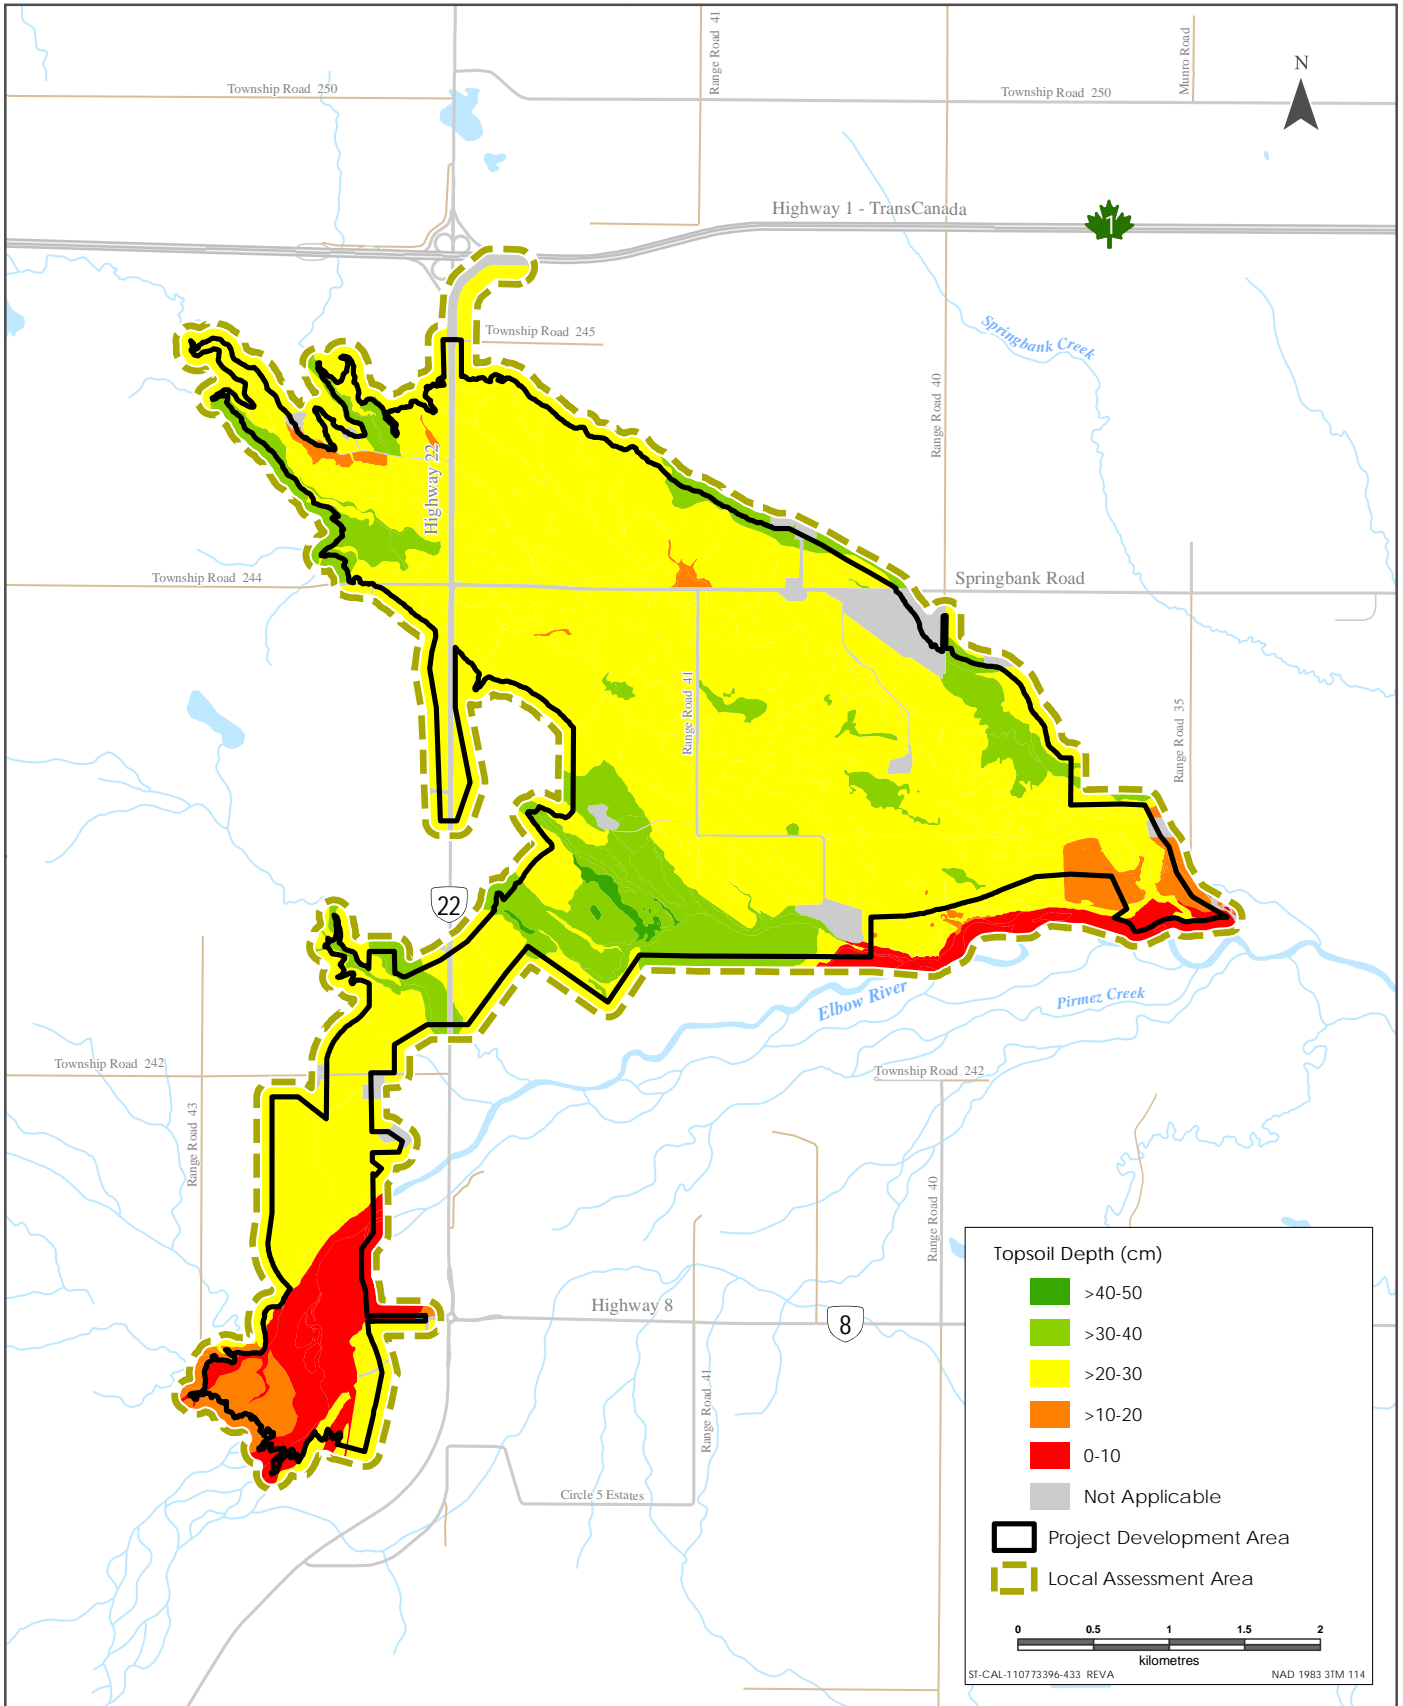 Range Road 41
Munro Road
N
Township Road 250
Township Road 250
Highway 1 - TransCanada
1
Springbank Creek
Township Road 245
Range Road 40
Highway 22
Township Road 244
Springbank Road
Range Road 41
Range Road 35
22
Elbow River
Pirmez Creek
Township Road 242
Township Road 242
Range Road 43
Range Road 40
Highway 8
8
Range Road 41
Circle 5 Estates
Topsoil Depth (cm)
>40-50
>30-40
>20-30
>10-20
0-10
Not Applicable
Project Development Area
Local Assessment Area
0 0.5 1 1.5 2
kilometres
ST-CAL-110773396-433 REVA NAD 1983 3TM 114